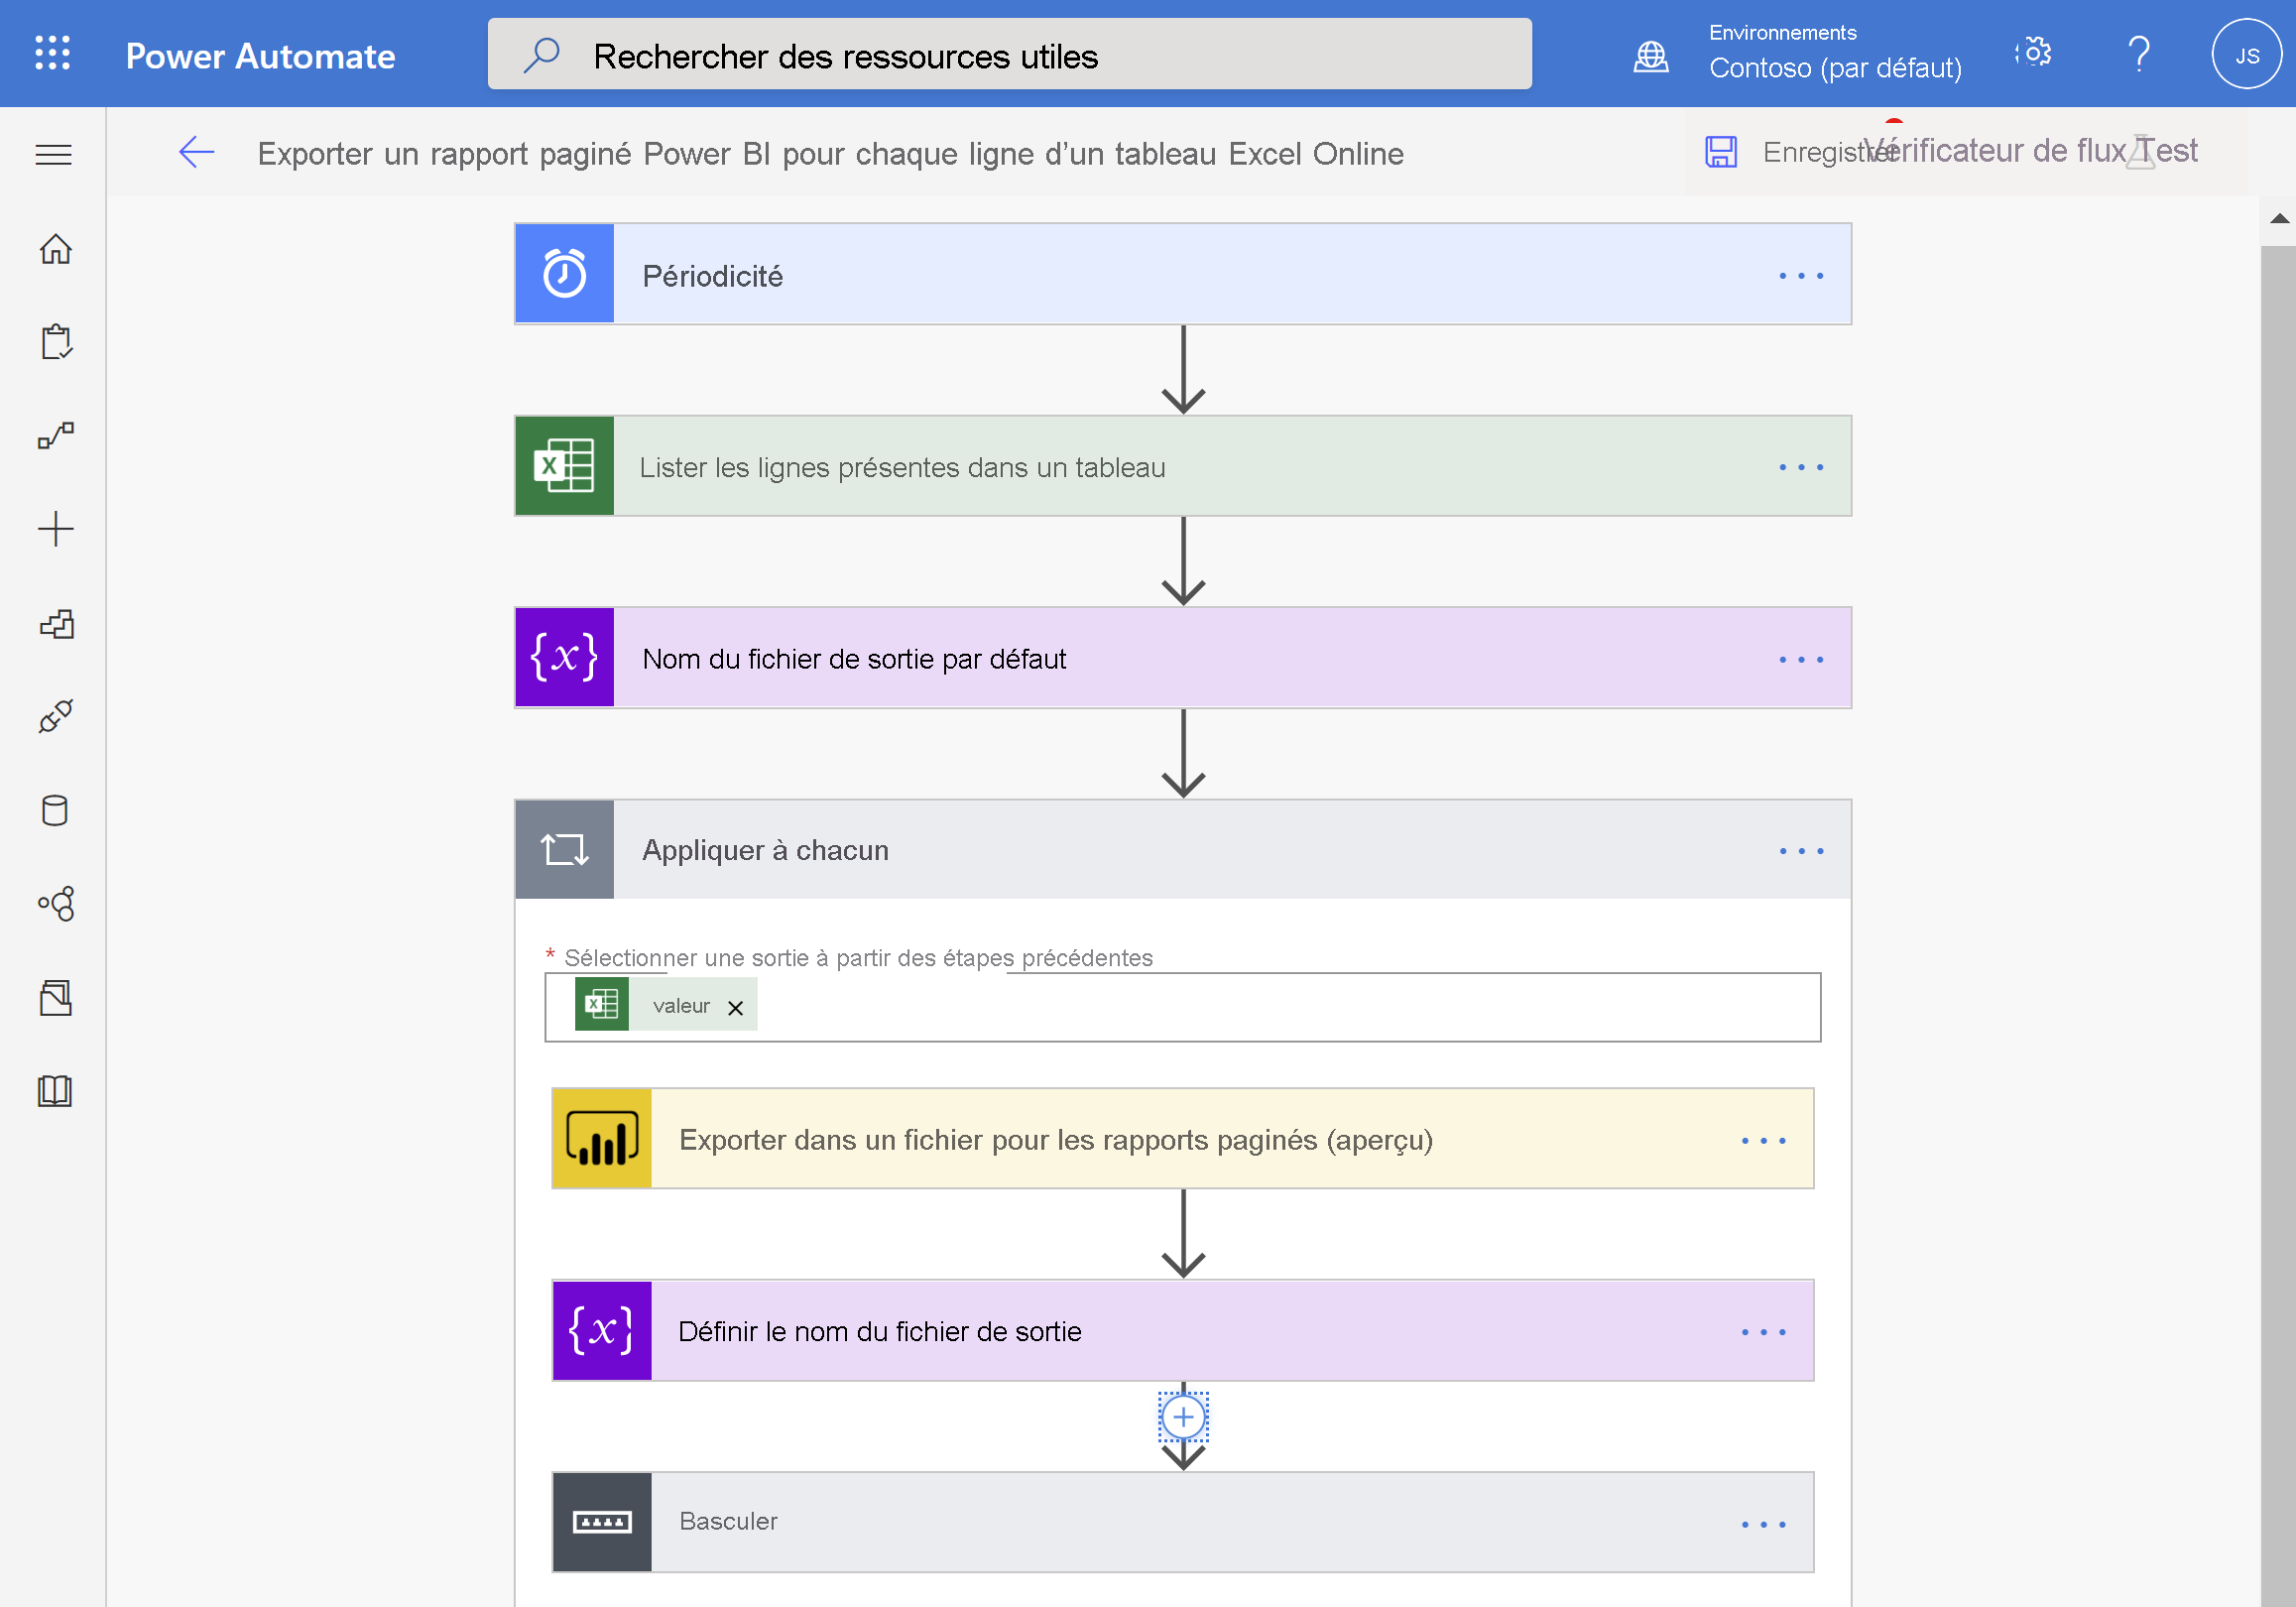 Power Automate
Rechercher des ressources utiles
Environnements
Contoso (par défaut)
JS
Exporter un rapport paginé Power BI pour chaque ligne d’un tableau Excel Online
Enregistrer
Vérificateur de flux
Test
Périodicité
Lister les lignes présentes dans un tableau
{x}
Nom du fichier de sortie par défaut
Appliquer à chacun
* Sélectionner une sortie à partir des étapes précédentes
valeur
Exporter dans un fichier pour les rapports paginés (aperçu)
{x}
Définir le nom du fichier de sortie
Basculer